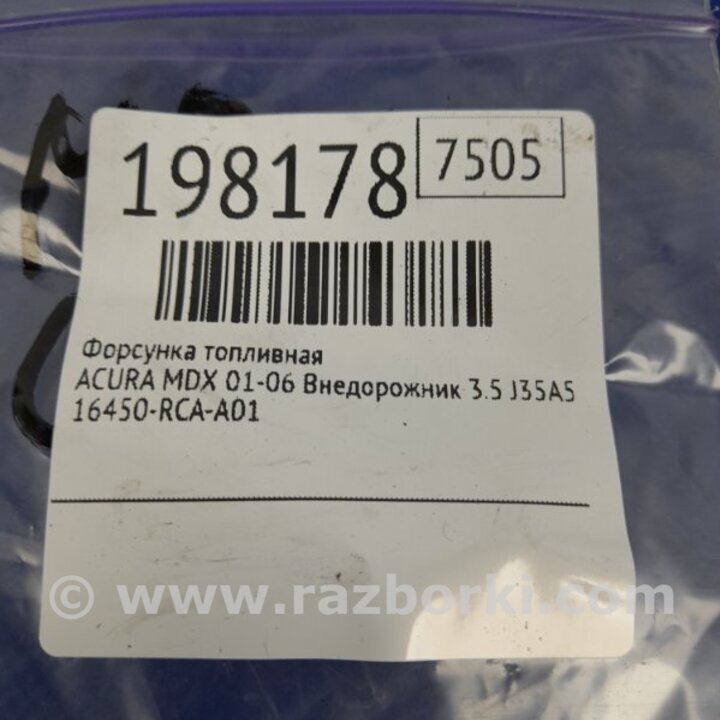 198178
7505
Форсунка топливная
ACURA MDX 01-06 Внедорожник 3.5 J35A5
16450-RCA-A01
© www.razborki.com